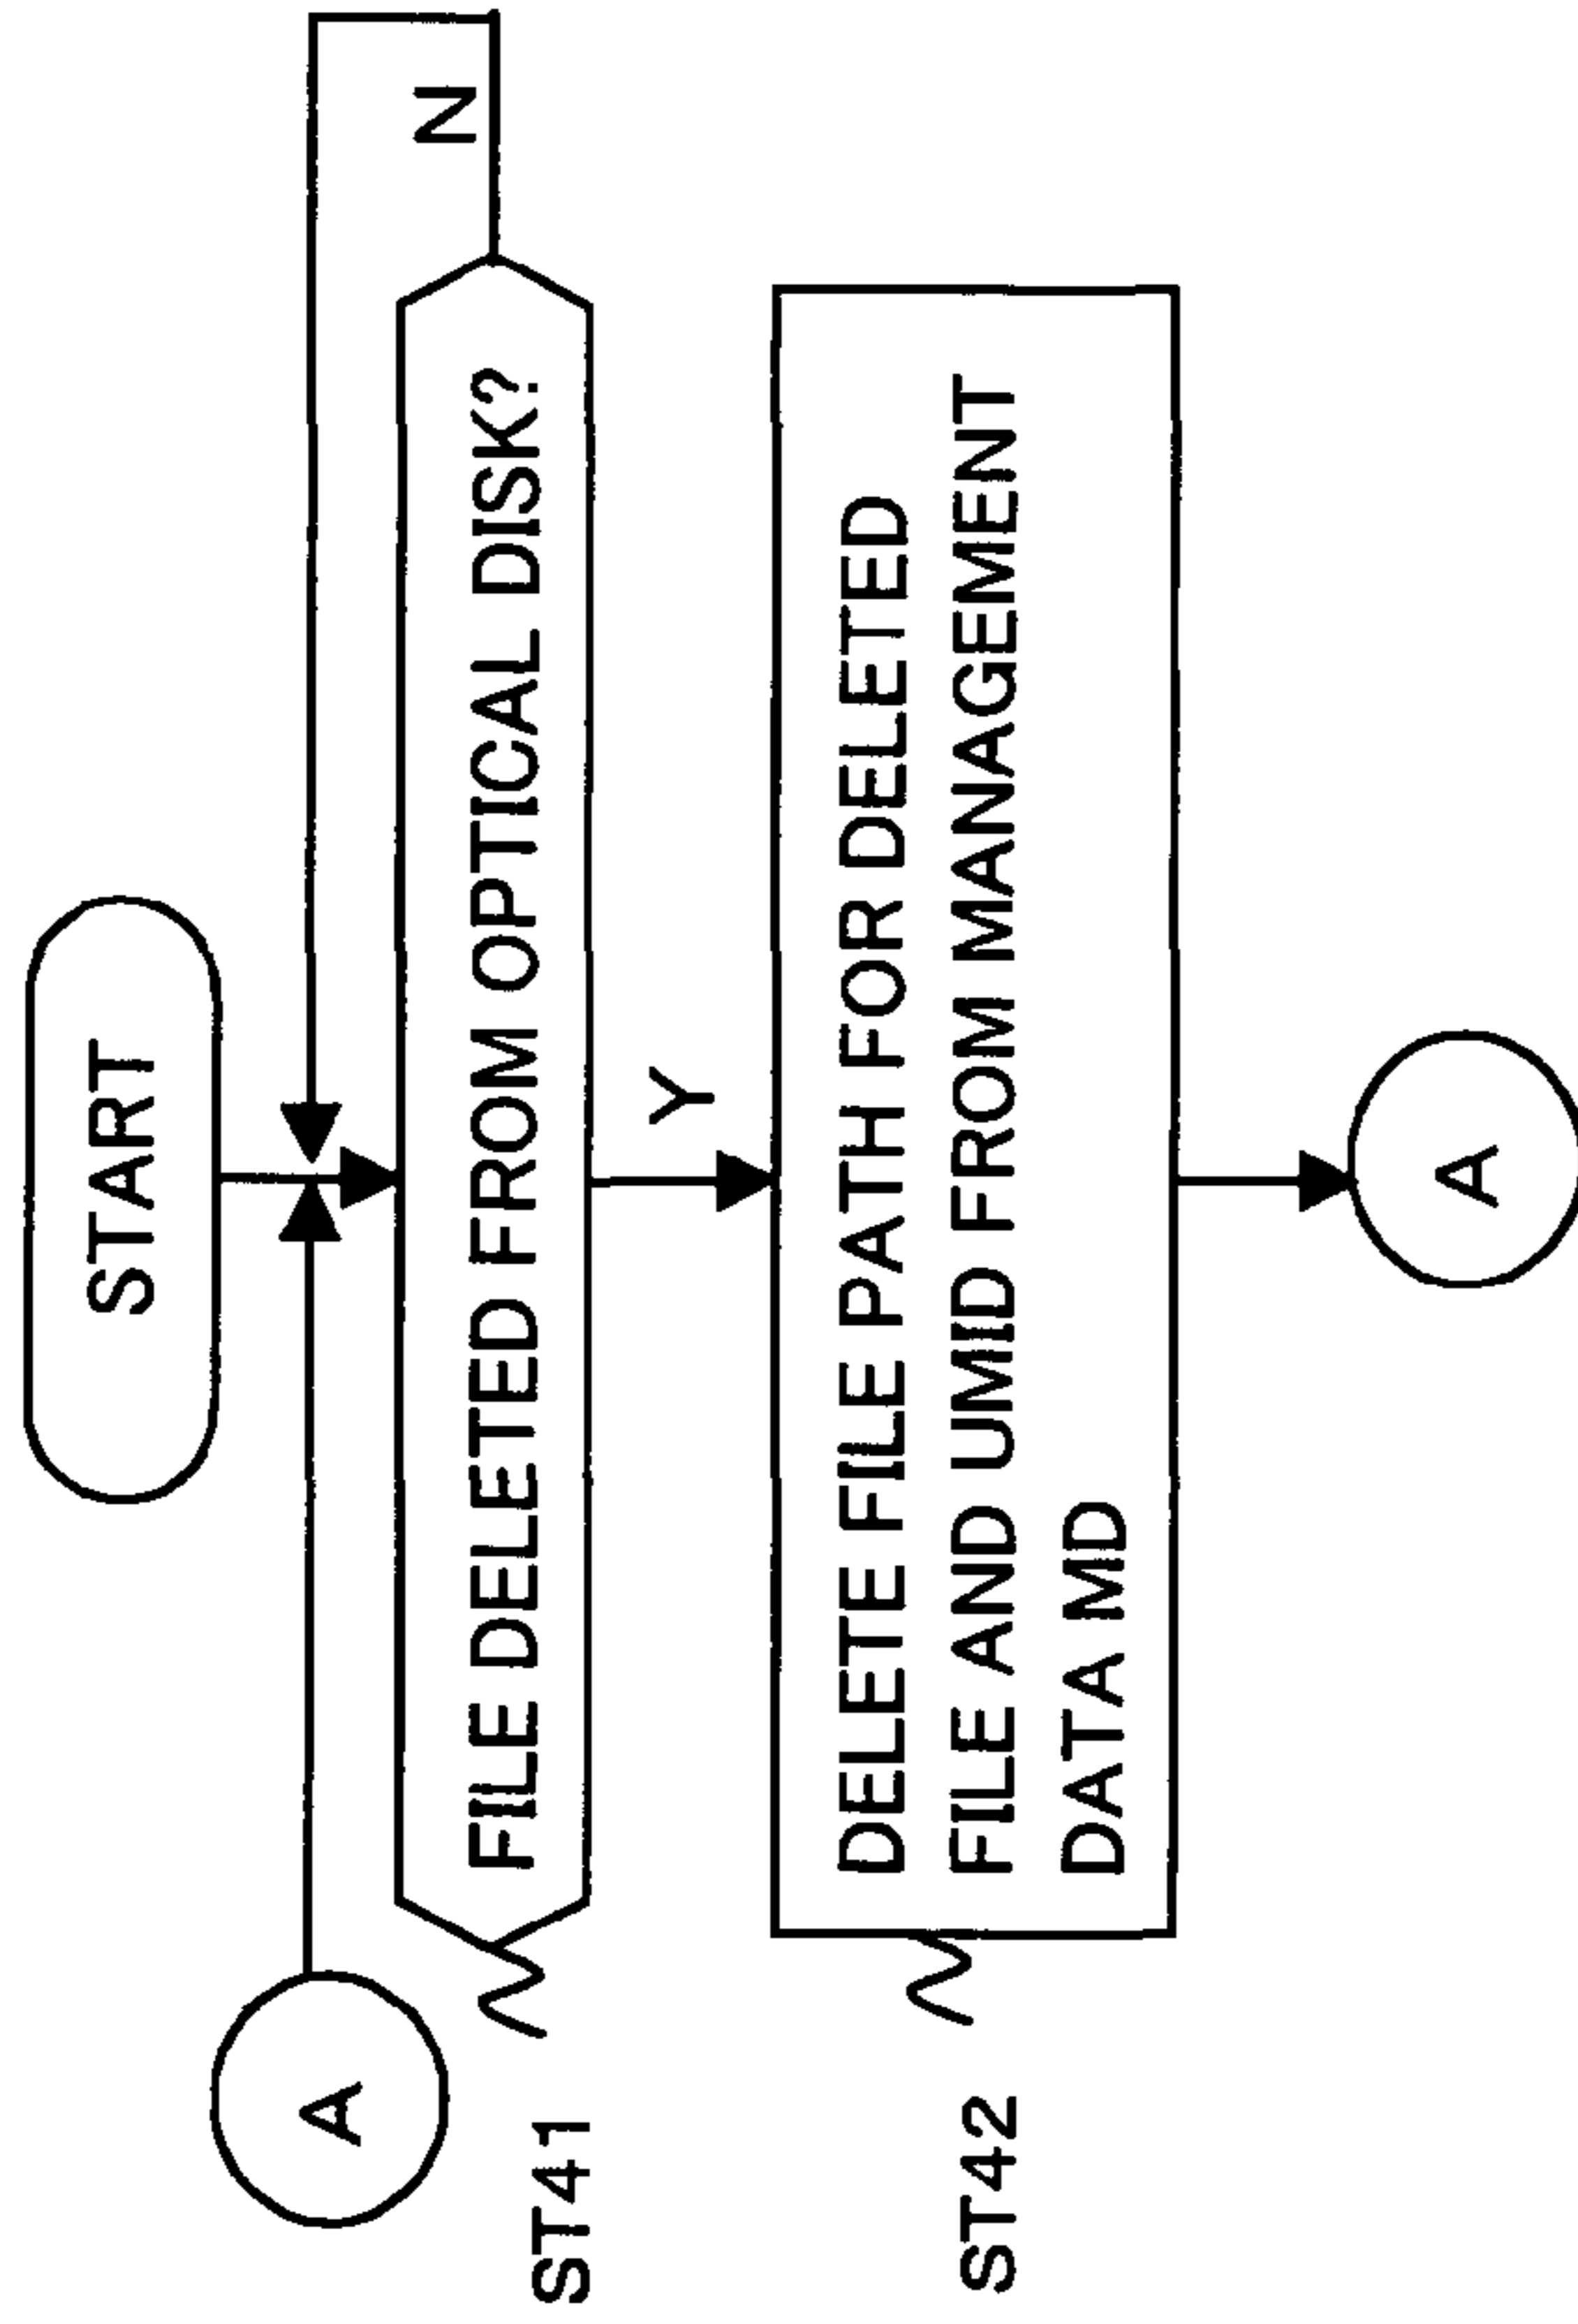 START
A
N
ST41
FILE DELETED FROM OPTICAL DISK?
Y
ST42
DELETE FILE PATH FOR DELETED
FILE AND UMID FROM MANAGEMENT
DATA MD
A